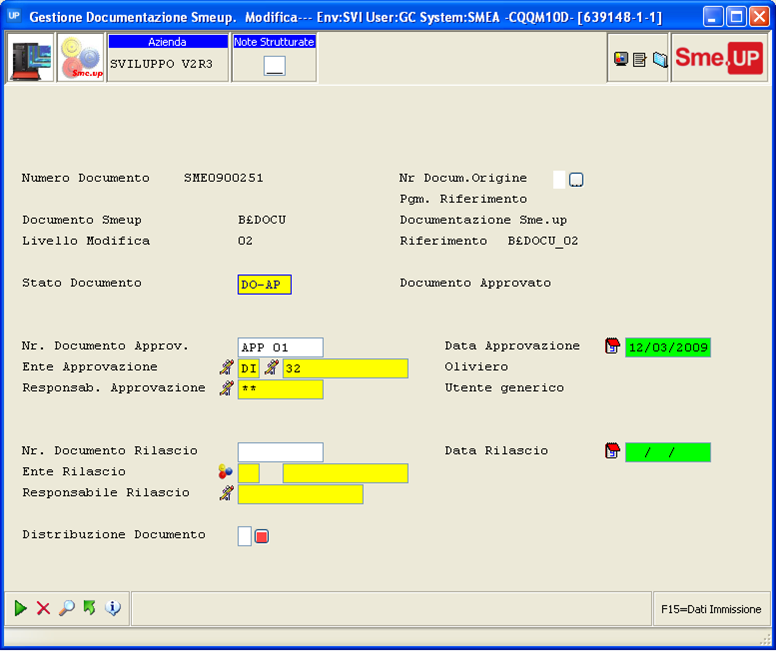 UP Gestione Documentazione Smeup. Modifica--- Env:SVI User:GC System:SMEA -CQQM10D- [639148-1-1]
Sme.up
Azienda
SVILUPPO V2R3
Note Strutturate
Sme.UP
Numero Documento SME0900251 Nr Docum.Origine
Pgm. Riferimento
Documento Smeup B£DOCU Documentazione Sme.up
Livello Modifica 02 Riferimento B£DOCU_02
Stato Documento DO-AP Documento Approvato
Nr. Documento Approv. APP 01 Data Approvazione 12/03/2009
Ente Approvazione DI 32 Oliviero
Responsab. Approvazione ** Utente generico
Nr. Documento Rilascio Data Rilascio / /
Ente Rilascio
Responsabile Rilascio
Distribuzione Documento
F15=Dati Immissione